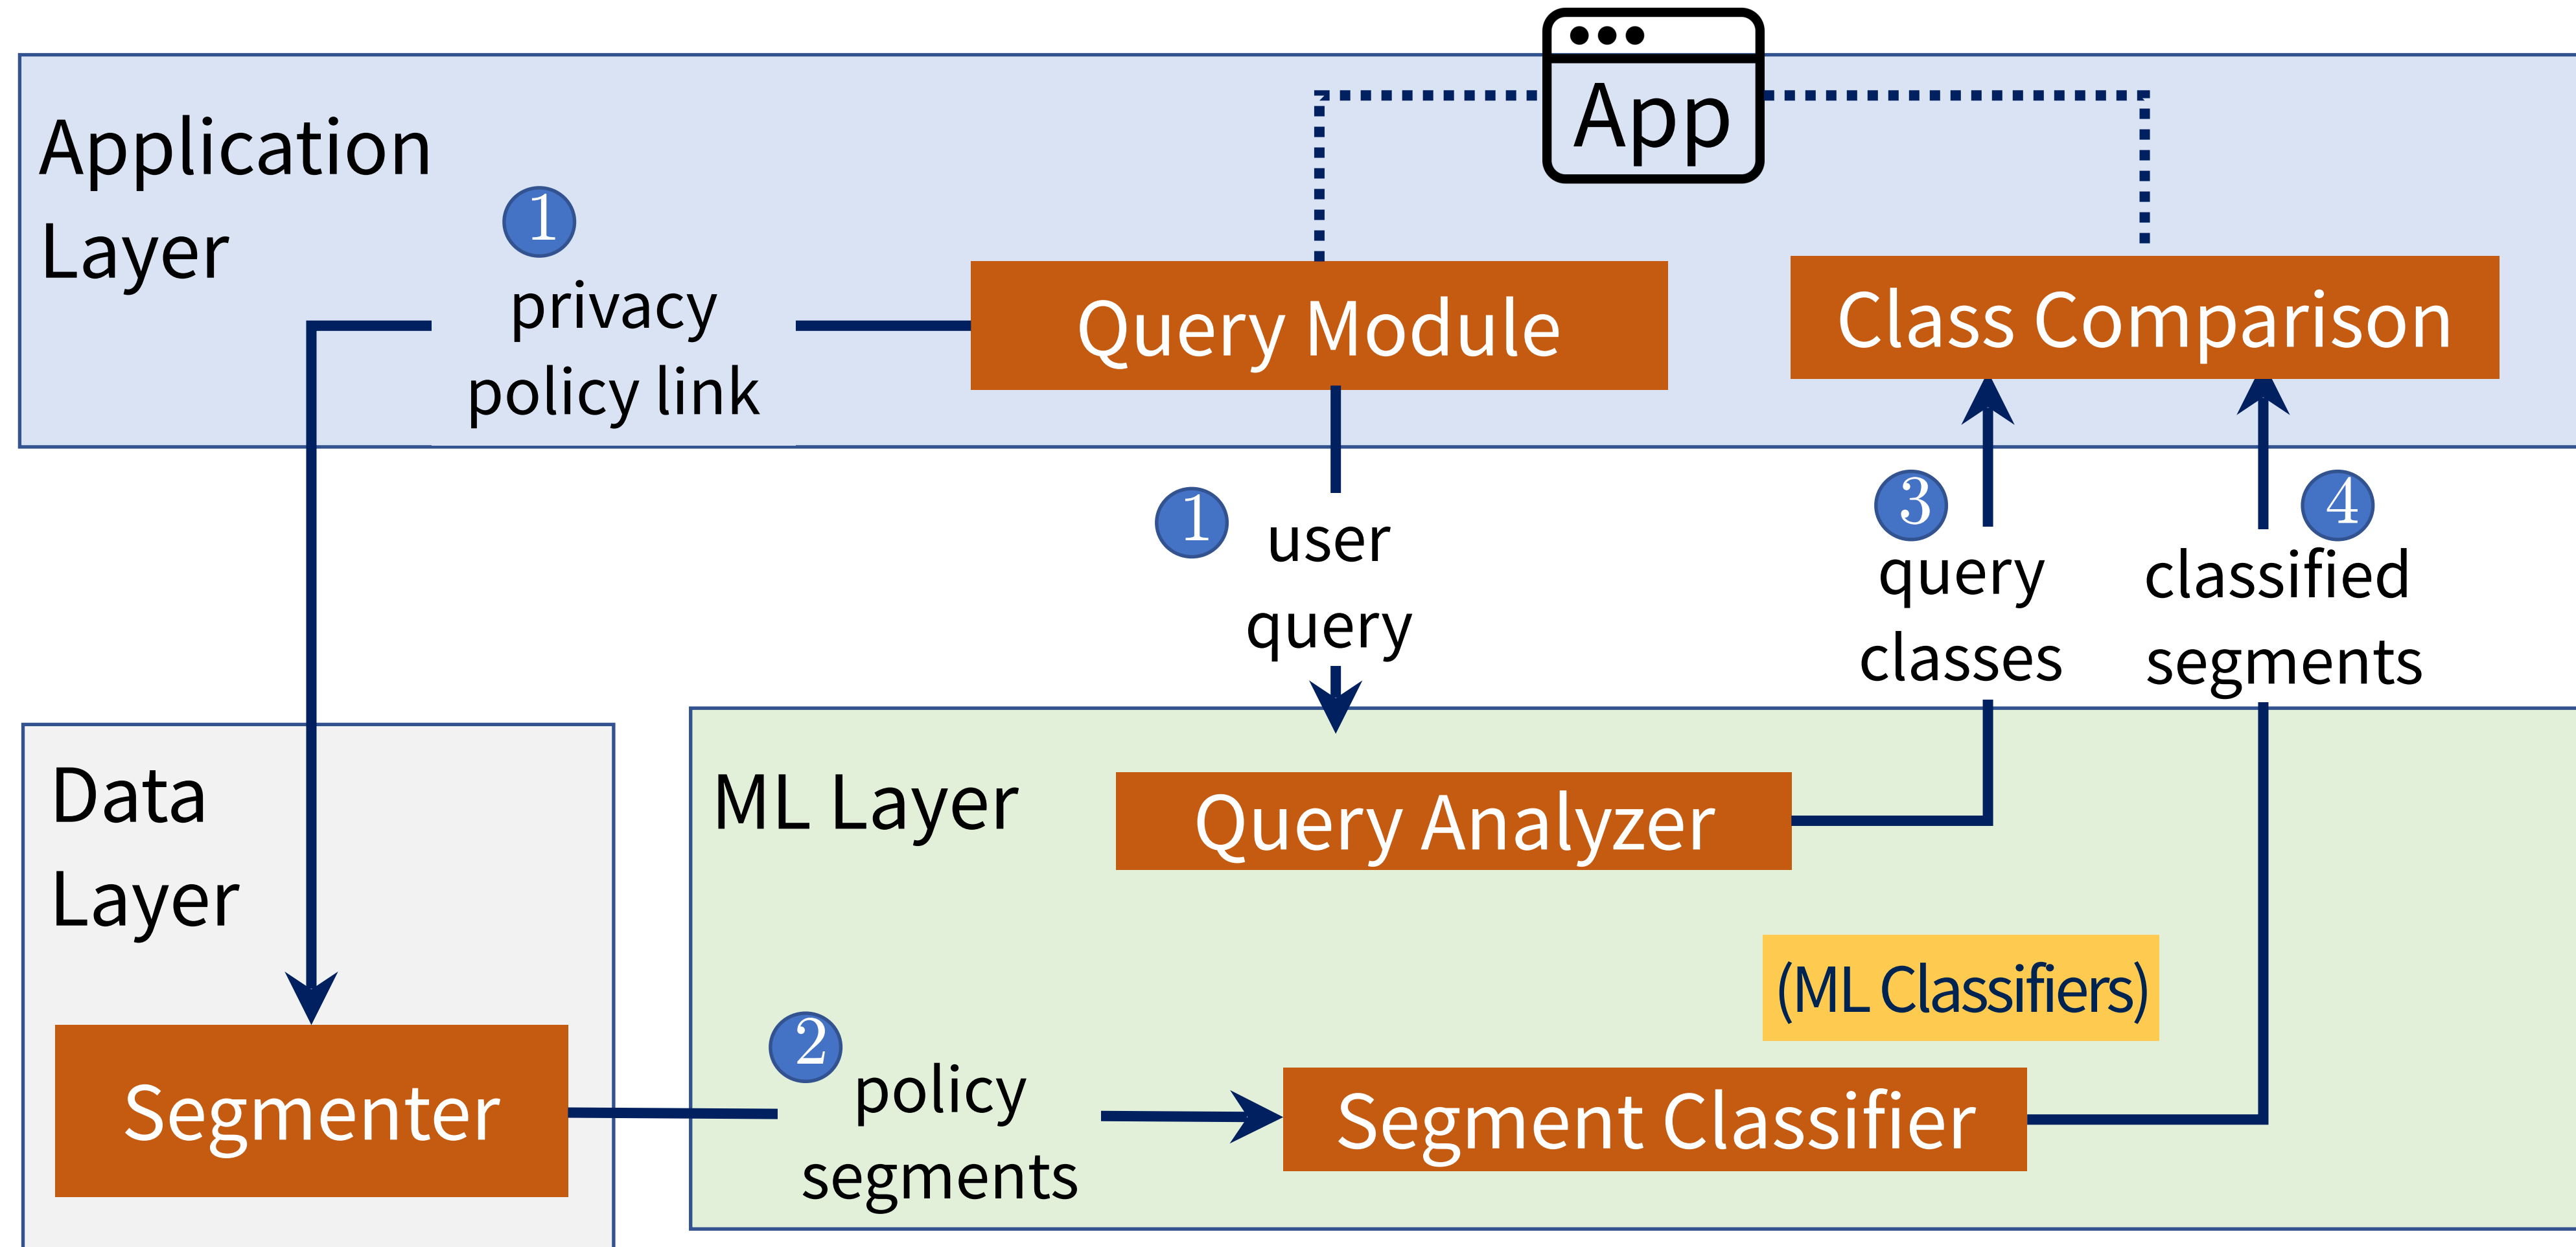 App
Application
Layer
1
privacy
policy link
Query Module
Class Comparison
1
user
query
3
query
classes
4
classified
segments
Data
Layer
ML Layer
Query Analyzer
(ML Classifiers)
Segmenter
2
policy
segments
Segment Classifier